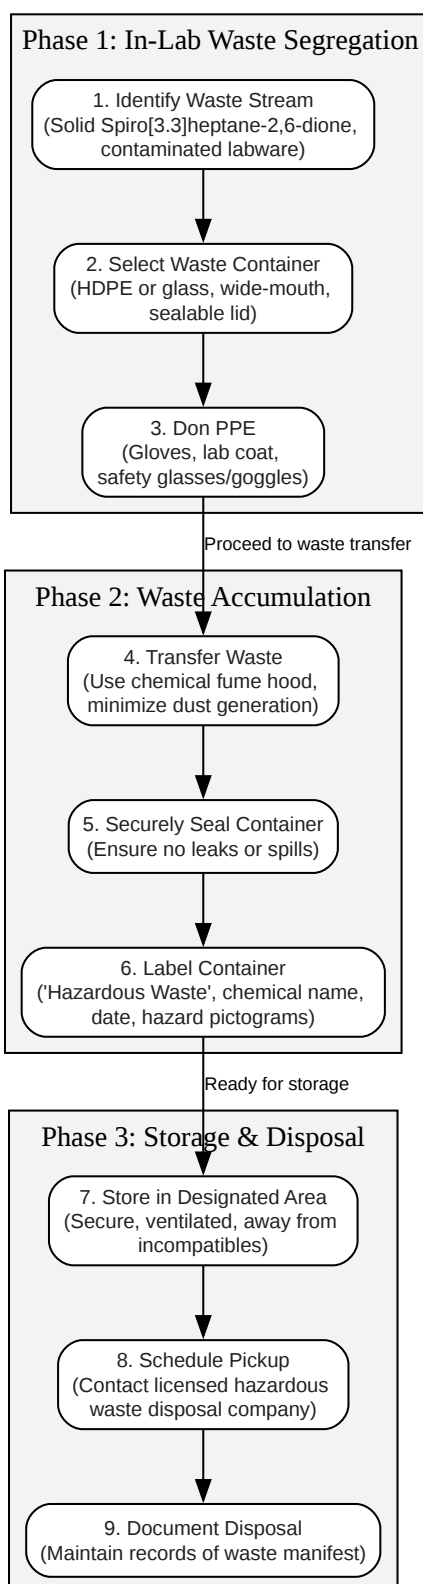 Phase 1: In-Lab Waste Segregation
1. Identify Waste Stream
(Solid Spiro[3.3]heptane-2,6-dione,
contaminated labware)
2. Select Waste Container
(HDPE or glass, wide-mouth,
sealable lid)
3. Don PPE
(Gloves, lab coat,
safety glasses/goggles)
Proceed to waste transfer
Phase 2: Waste Accumulation
4. Transfer Waste
(Use chemical fume hood,
minimize dust generation)
5. Securely Seal Container
(Ensure no leaks or spills)
6. Label Container
('Hazardous Waste', chemical name,
date, hazard pictograms)
Ready for storage
Phase 3: Storage & Disposal
7. Store in Designated Area
(Secure, ventilated, away from
incompatibles)
8. Schedule Pickup
(Contact licensed hazardous
waste disposal company)
9. Document Disposal
(Maintain records of waste manifest)